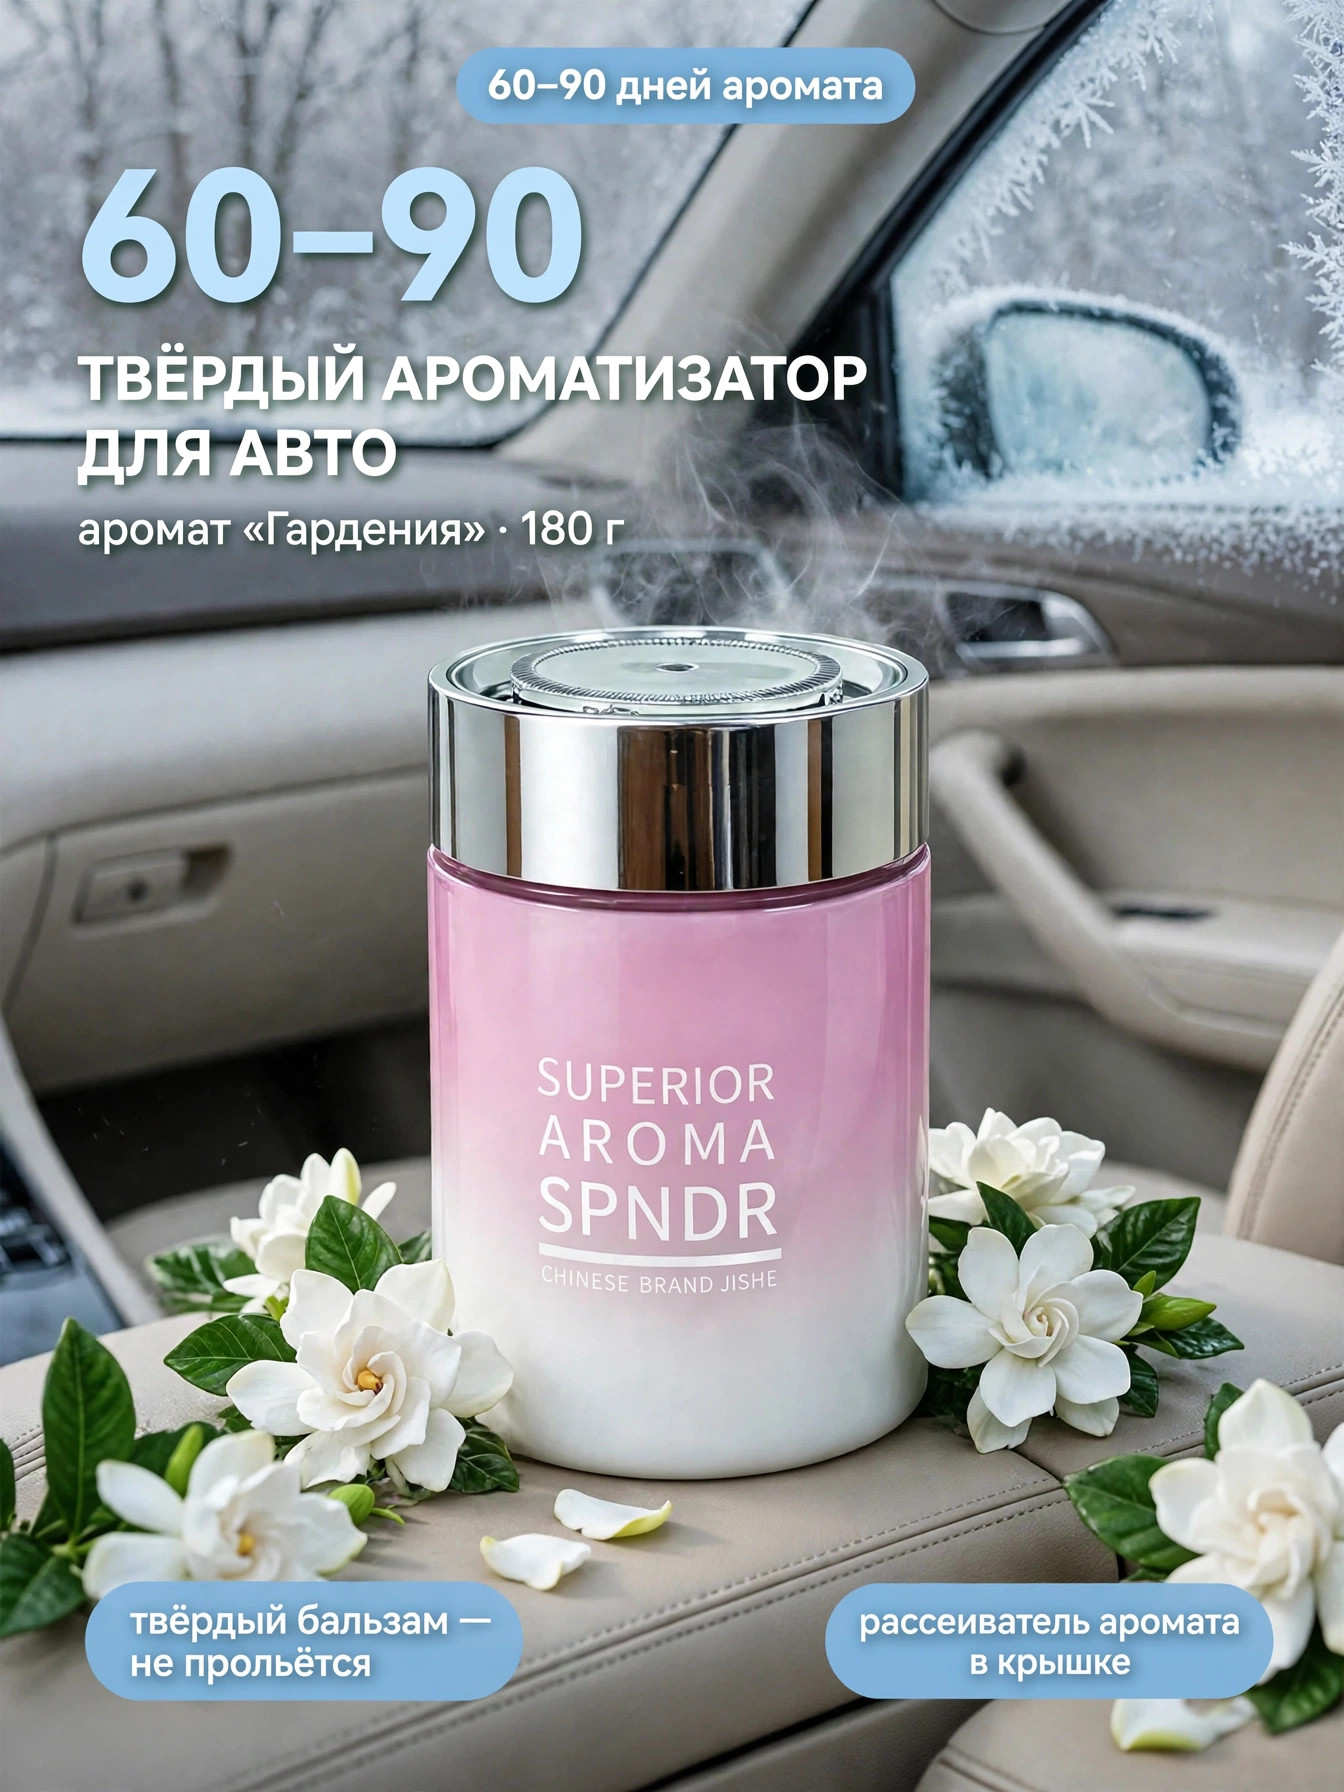 60–90 дней аромата
60–90
ТВЁРДЫЙ АРОМАТИЗАТОР
ДЛЯ АВТО
аромат «Гардения» · 180 г
SUPERIOR
AROMA
SPNDR
CHINESE BRAND JISHE
твёрдый бальзам —
не прольётся
рассеиватель аромата
в крышке